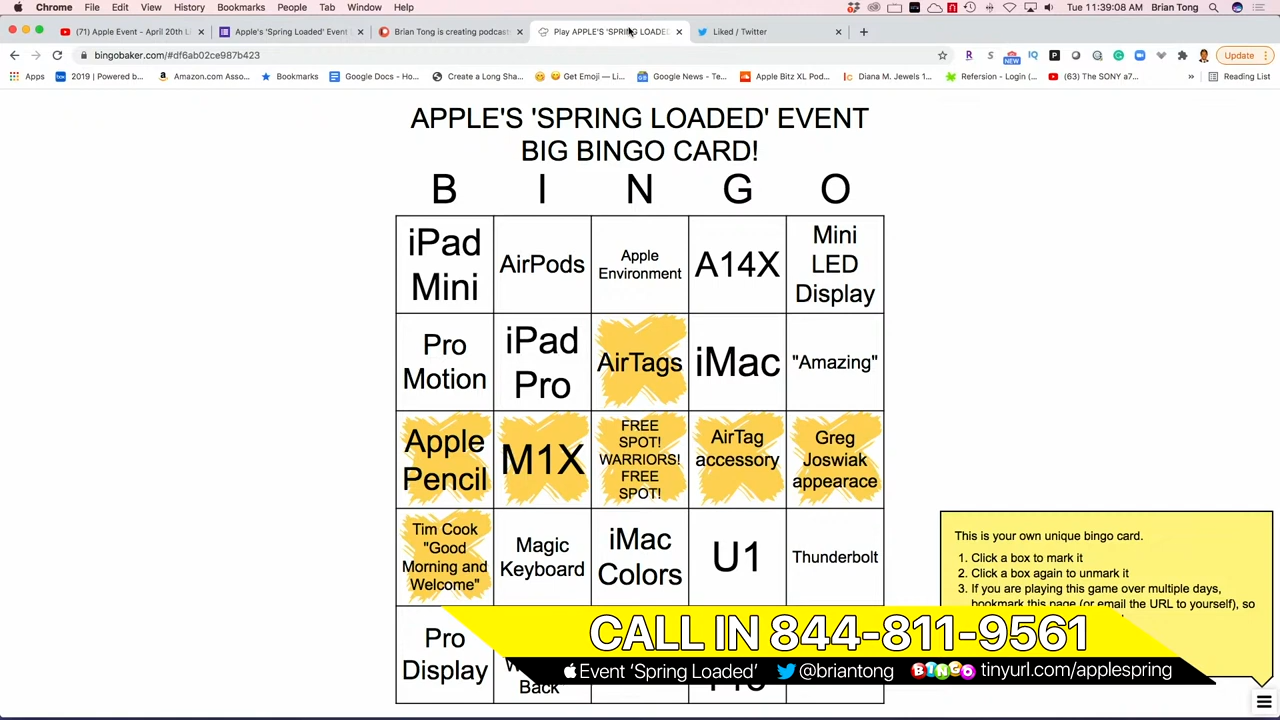 Chrome File Edit View History Bookmarks People Tab Window Help
Tue 11:39:08 AM Brian Tong
(71) Apple Event - April 20th
Apple's 'Spring Loaded' Event
Brian Tong is creating podcast
Play APPLE'S 'SPRING LOADED
Liked / Twitter
bingobaker.com/#df6ab02ce987b423
NEW
Update
Apps
2019 | Powered b...
Amazon.com Asso...
Bookmarks
Google Docs - Ho...
Create a Long Sha...
Get Emoji — Li...
Google News - Te...
Apple Bitz XL Pod...
Diana M. Jewels 1...
Refersion - Login (...
(63) The SONY a7...
Reading List
APPLE'S 'SPRING LOADED' EVENT
BIG BINGO CARD!
B I N G O
iPad
Mini
AirPods
Apple
Environment
A14X
Mini
LED
Display
Pro
Motion
iPad
Pro
AirTags
iMac
"Amazing"
Apple
Pencil
M1X
FREE
SPOT!
WARRIORS!
FREE
SPOT!
AirTag
accessory
Greg
Joswiak
appearace
Tim Cook
"Good
Morning and
Welcome"
Magic
Keyboard
iMac
Colors
U1
Thunderbolt
Pro
Display
Back
This is your own unique bingo card.
1. Click a box to mark it
2. Click a box again to unmark it
3. If you are playing this game over multiple days,
bookmark this page (or email the URL to yourself), so
CALL IN 844-811-9561
Event 'Spring Loaded'
@briantong
BINGO
tinyurl.com/applespring